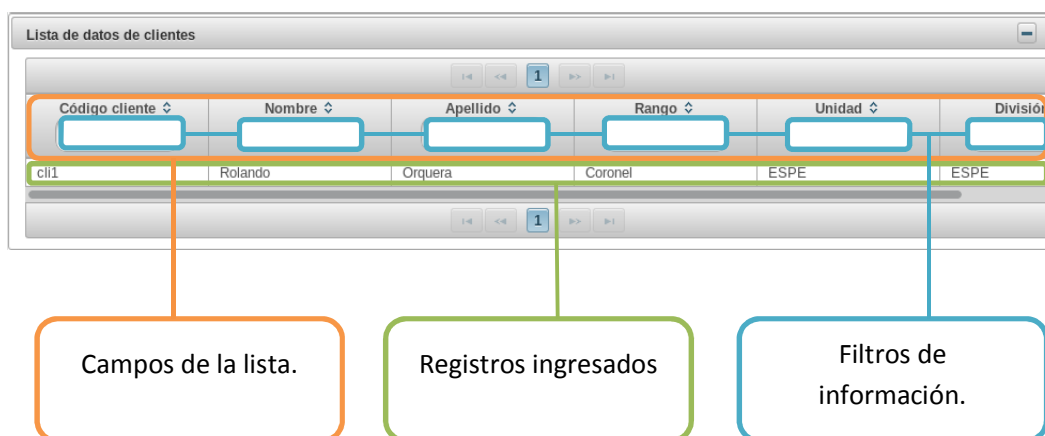 Lista de datos de clientes
1
Código cliente Nombre Apellido Rango Unidad División
cli1 Rolando Orquera Coronel ESPE ESPE
1
Campos de la lista. Registros ingresados Filtros de
información.